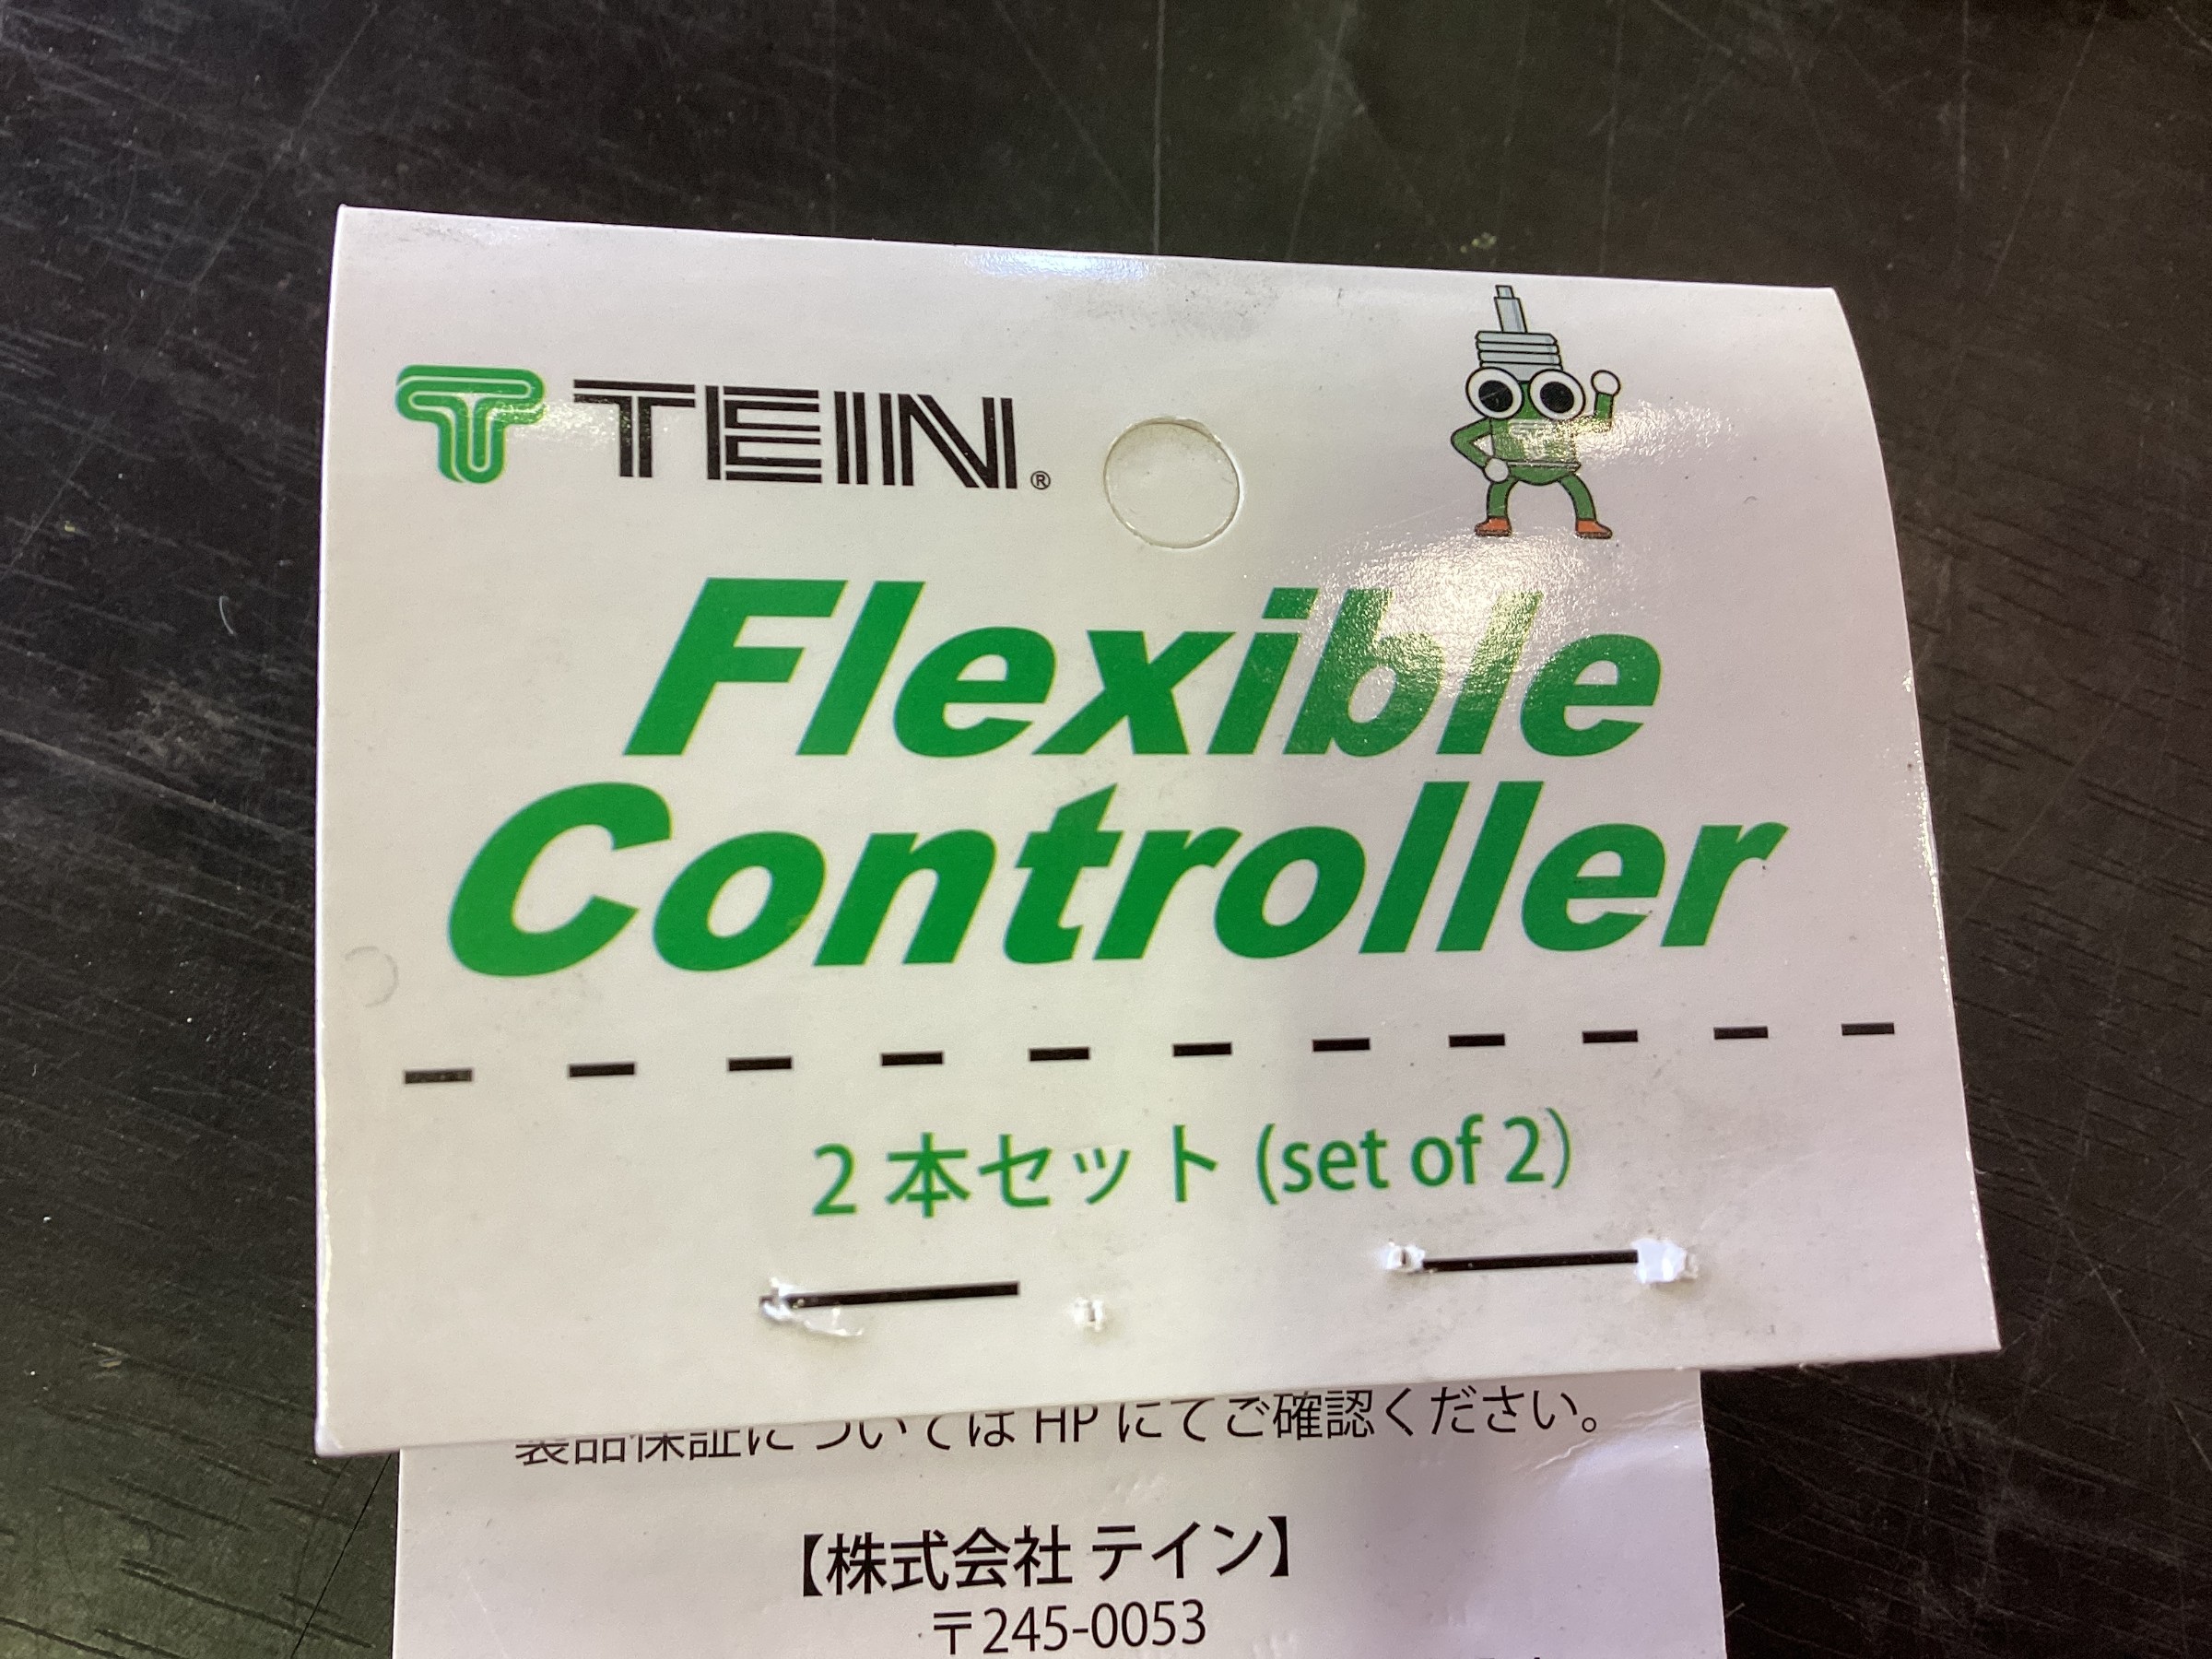 TEIN®
Flexible
Controller
2本セット (set of 2)
製品保証についてはHPにてご確認ください。
【株式会社 テイン】
〒245-0053